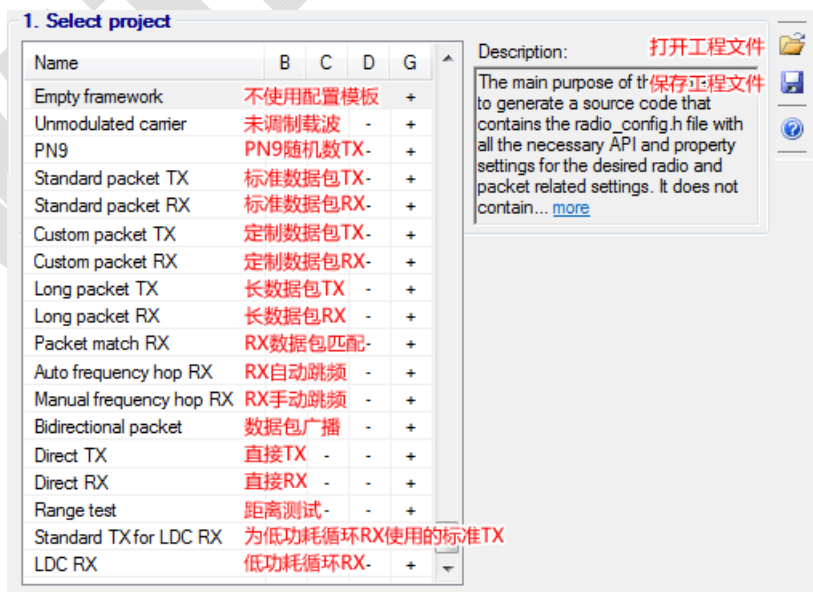 1. Select project
Name B C D G
Empty framework 不使用配置模板 +
Unmodulated carrier 未调制载波 - +
PN9 PN9随机数TX- +
Standard packet TX 标准数据包TX- +
Standard packet RX 标准数据包RX- +
Custom packet TX 定制数据包TX- +
Custom packet RX 定制数据包RX- +
Long packet TX 长数据包TX - +
Long packet RX 长数据包RX - +
Packet match RX RX数据包匹配- +
Auto frequency hop RX RX自动跳频 - +
Manual frequency hop RX RX手动跳频 - +
Bidirectional packet 数据包广播 - +
Direct TX 直接TX - - +
Direct RX 直接RX - - +
Range test 距离测试- - +
Standard TX for LDC RX 为低功耗循环RX使用的标准TX
LDC RX 低功耗循环RX- +
Description: 打开工程文件
The main purpose of 保存工程文件
to generate a source code that
contains the radio_config.h file with
all the necessary API and property
settings for the desired radio and
packet related settings. It does not
contain... more